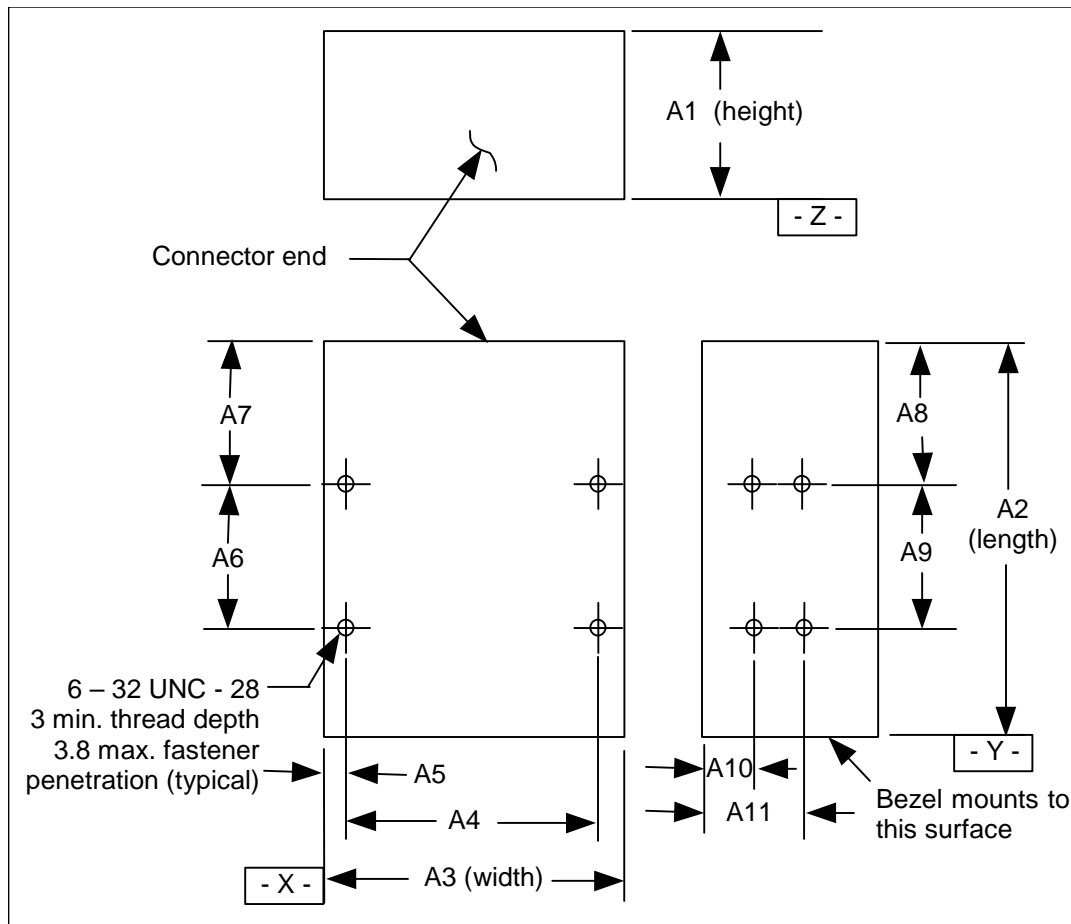 A1 (height)
- Z -
Connector end
A7
A8
A6
A9
A2
(length)
6 – 32 UNC - 28
3 min. thread depth
3.8 max. fastener
penetration (typical)
A5
A10
- Y -
A4
A11
Bezel mounts to
this surface
- X -
A3 (width)